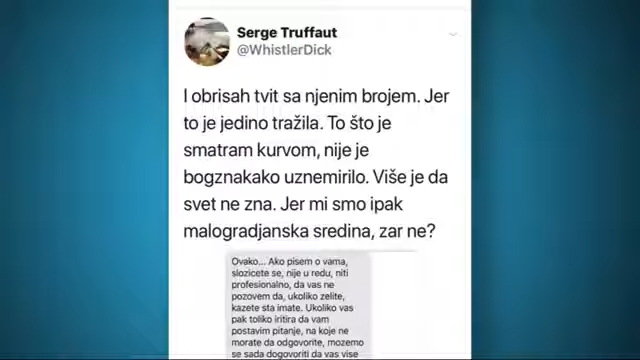 Serge Truffaut
@WhistlerDick
I obrisah tvit sa njenim brojem. Jer
to je jedino tražila. To što je
smatram kurvom, nije je
bogznakako uznemirilo. Više je da
svet ne zna. Jer mi smo ipak
malogradjanska sredina, zar ne?
Ovako... Ako pisem o vama,
slozicete se, nije u redu, niti
profesionalno, da vas ne
pozovem da, ukoliko zelite,
kazete sta imate. Ukoliko vas
pak toliko iritira da vam
postavim pitanje, na koje ne
morate da odgovorite, mozemo
se sada dogovoriti da vas vise